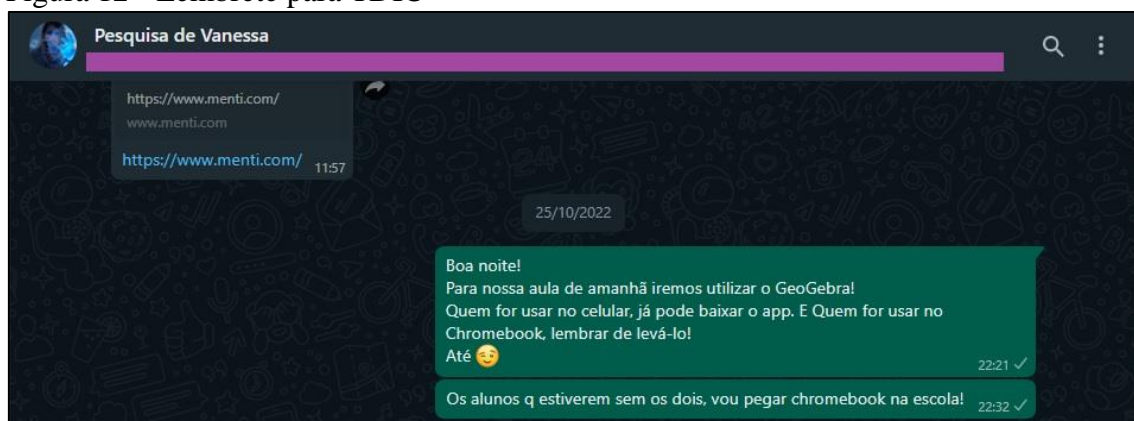 Figura 12 - Lembrete para TDIC
Pesquisa de Vanessa
https://www.menti.com/
www.menti.com
https://www.menti.com/ 11:57
25/10/2022
Boa noite!
Para nossa aula de amanhã iremos utilizar o GeoGebra!
Quem for usar no celular, já pode baixar o app. E Quem for usar no
Chromebook, lembrar de levá-lo!
Até 😉
22:21
Os alunos q estiverem sem os dois, vou pegar chromebook na escola! 22:32